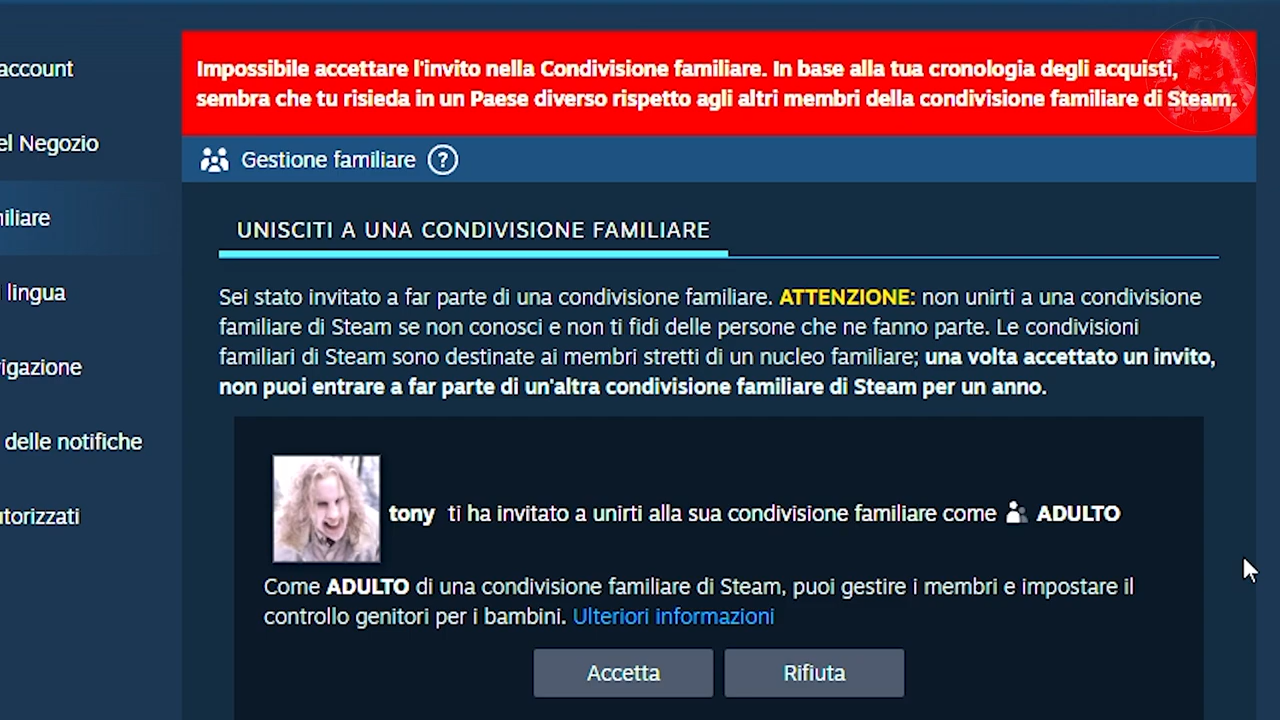 Impossibile accettare l'invito nella Condivisione familiare. In base alla tua cronologia degli acquisti,
sembra che tu risieda in un Paese diverso rispetto agli altri membri della condivisione familiare di Steam.
account
el Negozio
iliare
lingua
igazione
delle notifiche
torizzati
Gestione familiare ?
UNISCITI A UNA CONDIVISIONE FAMILIARE
Sei stato invitato a far parte di una condivisione familiare. ATTENZIONE: non unirti a una condivisione
familiare di Steam se non conosci e non ti fidi delle persone che ne fanno parte. Le condivisioni
familiari di Steam sono destinate ai membri stretti di un nucleo familiare; una volta accettato un invito,
non puoi entrare a far parte di un'altra condivisione familiare di Steam per un anno.
tony ti ha invitato a unirti alla sua condivisione familiare come ADULTO
Come ADULTO di una condivisione familiare di Steam, puoi gestire i membri e impostare il
controllo genitori per i bambini. Ulteriori informazioni
Accetta
Rifiuta